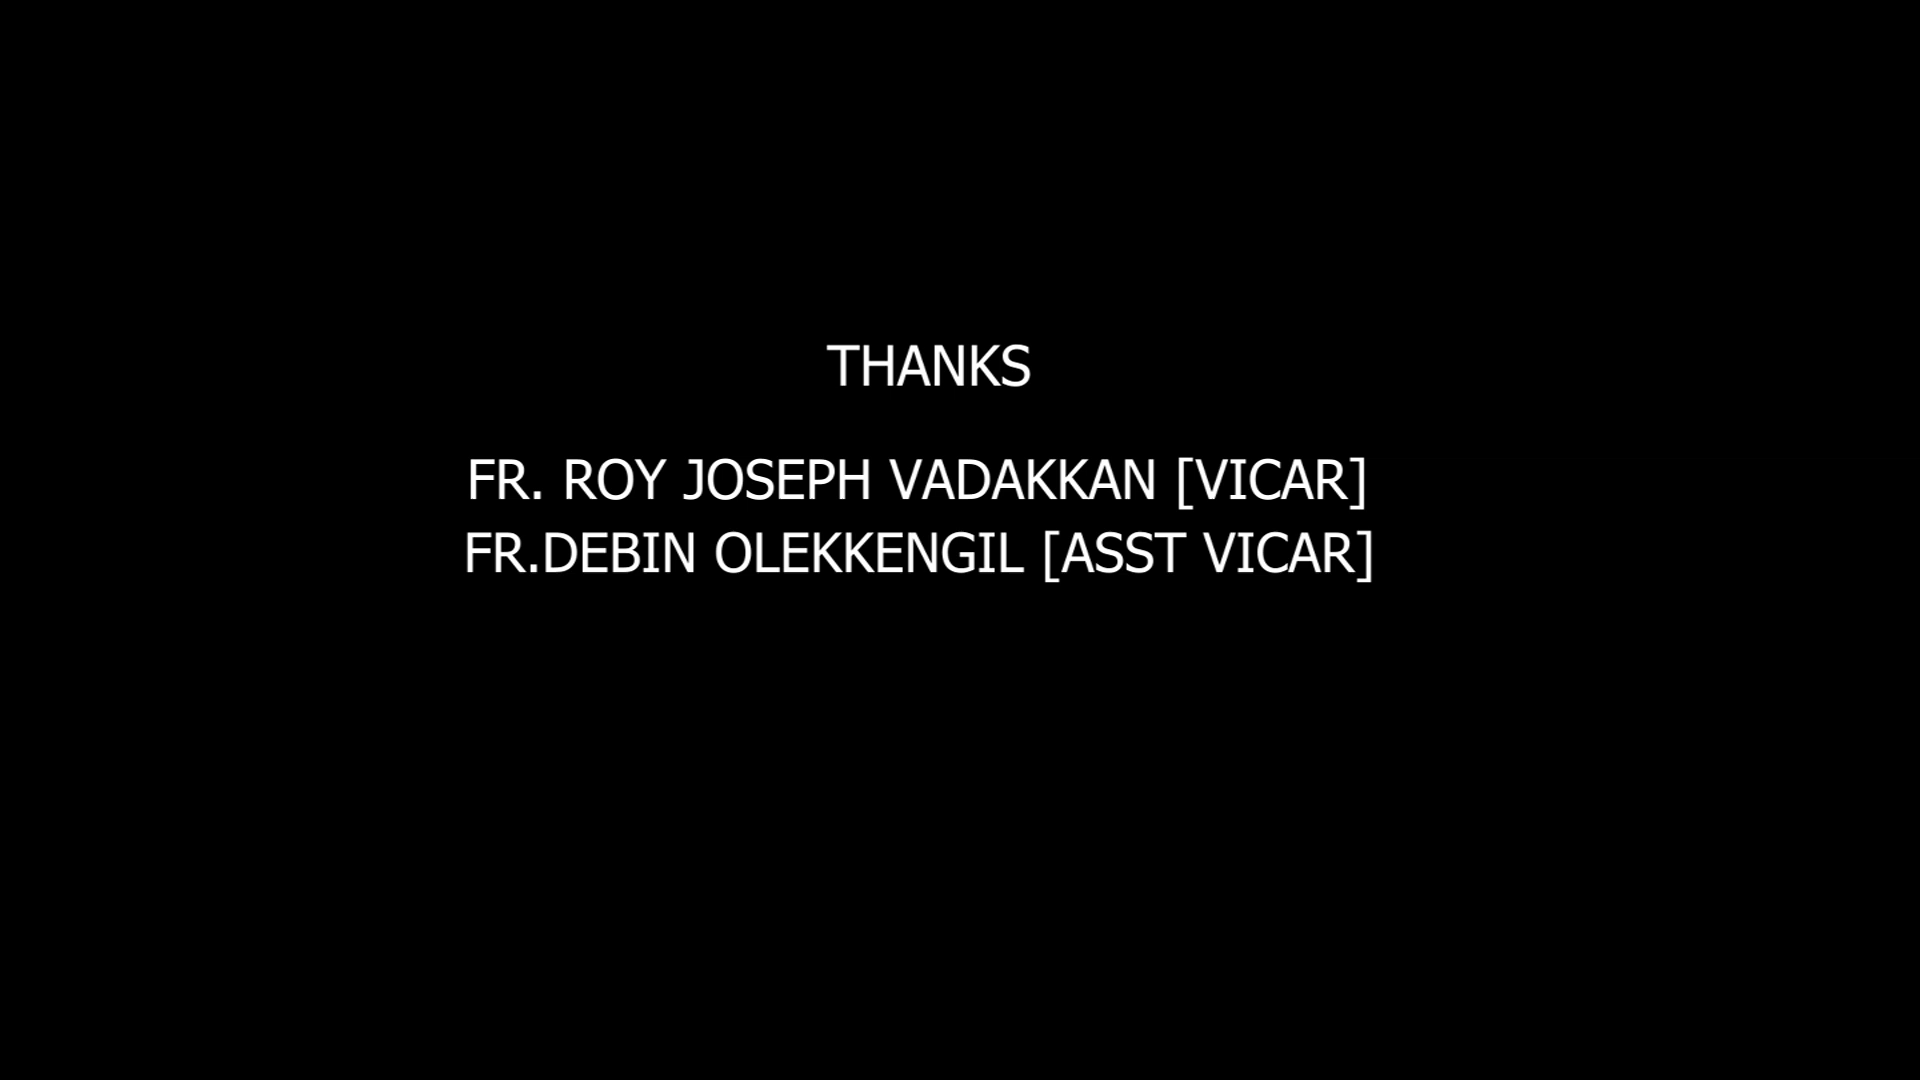 THANKS
FR. ROY JOSEPH VADAKKAN [VICAR]
FR.DEBIN OLEKKENGIL [ASST VICAR]